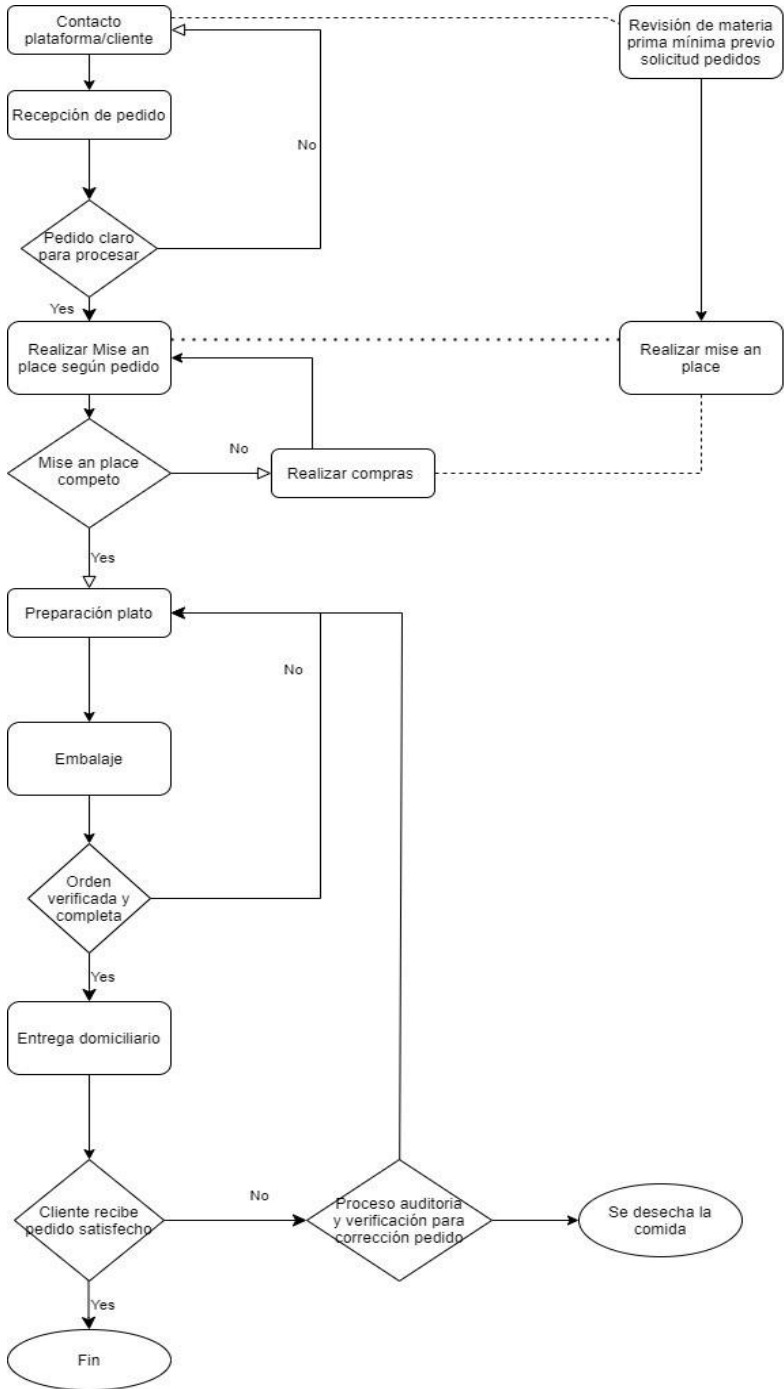 Contacto
plataforma/cliente
Revisión de materia
prima mínima previo
solicitud pedidos
Recepción de pedido
No
Pedido claro
para procesar
Yes
Realizar Mise an
place según pedido
Realizar mise an
place
Mise an place
competo
No
Realizar compras
Yes
Preparación plato
No
Embalaje
Orden
verificada y
completa
Yes
Entrega domiciliario
Cliente recibe
pedido satisfecho
No
Proceso auditoria
y verificación para
corrección pedido
Se desecha la
comida
Yes
Fin